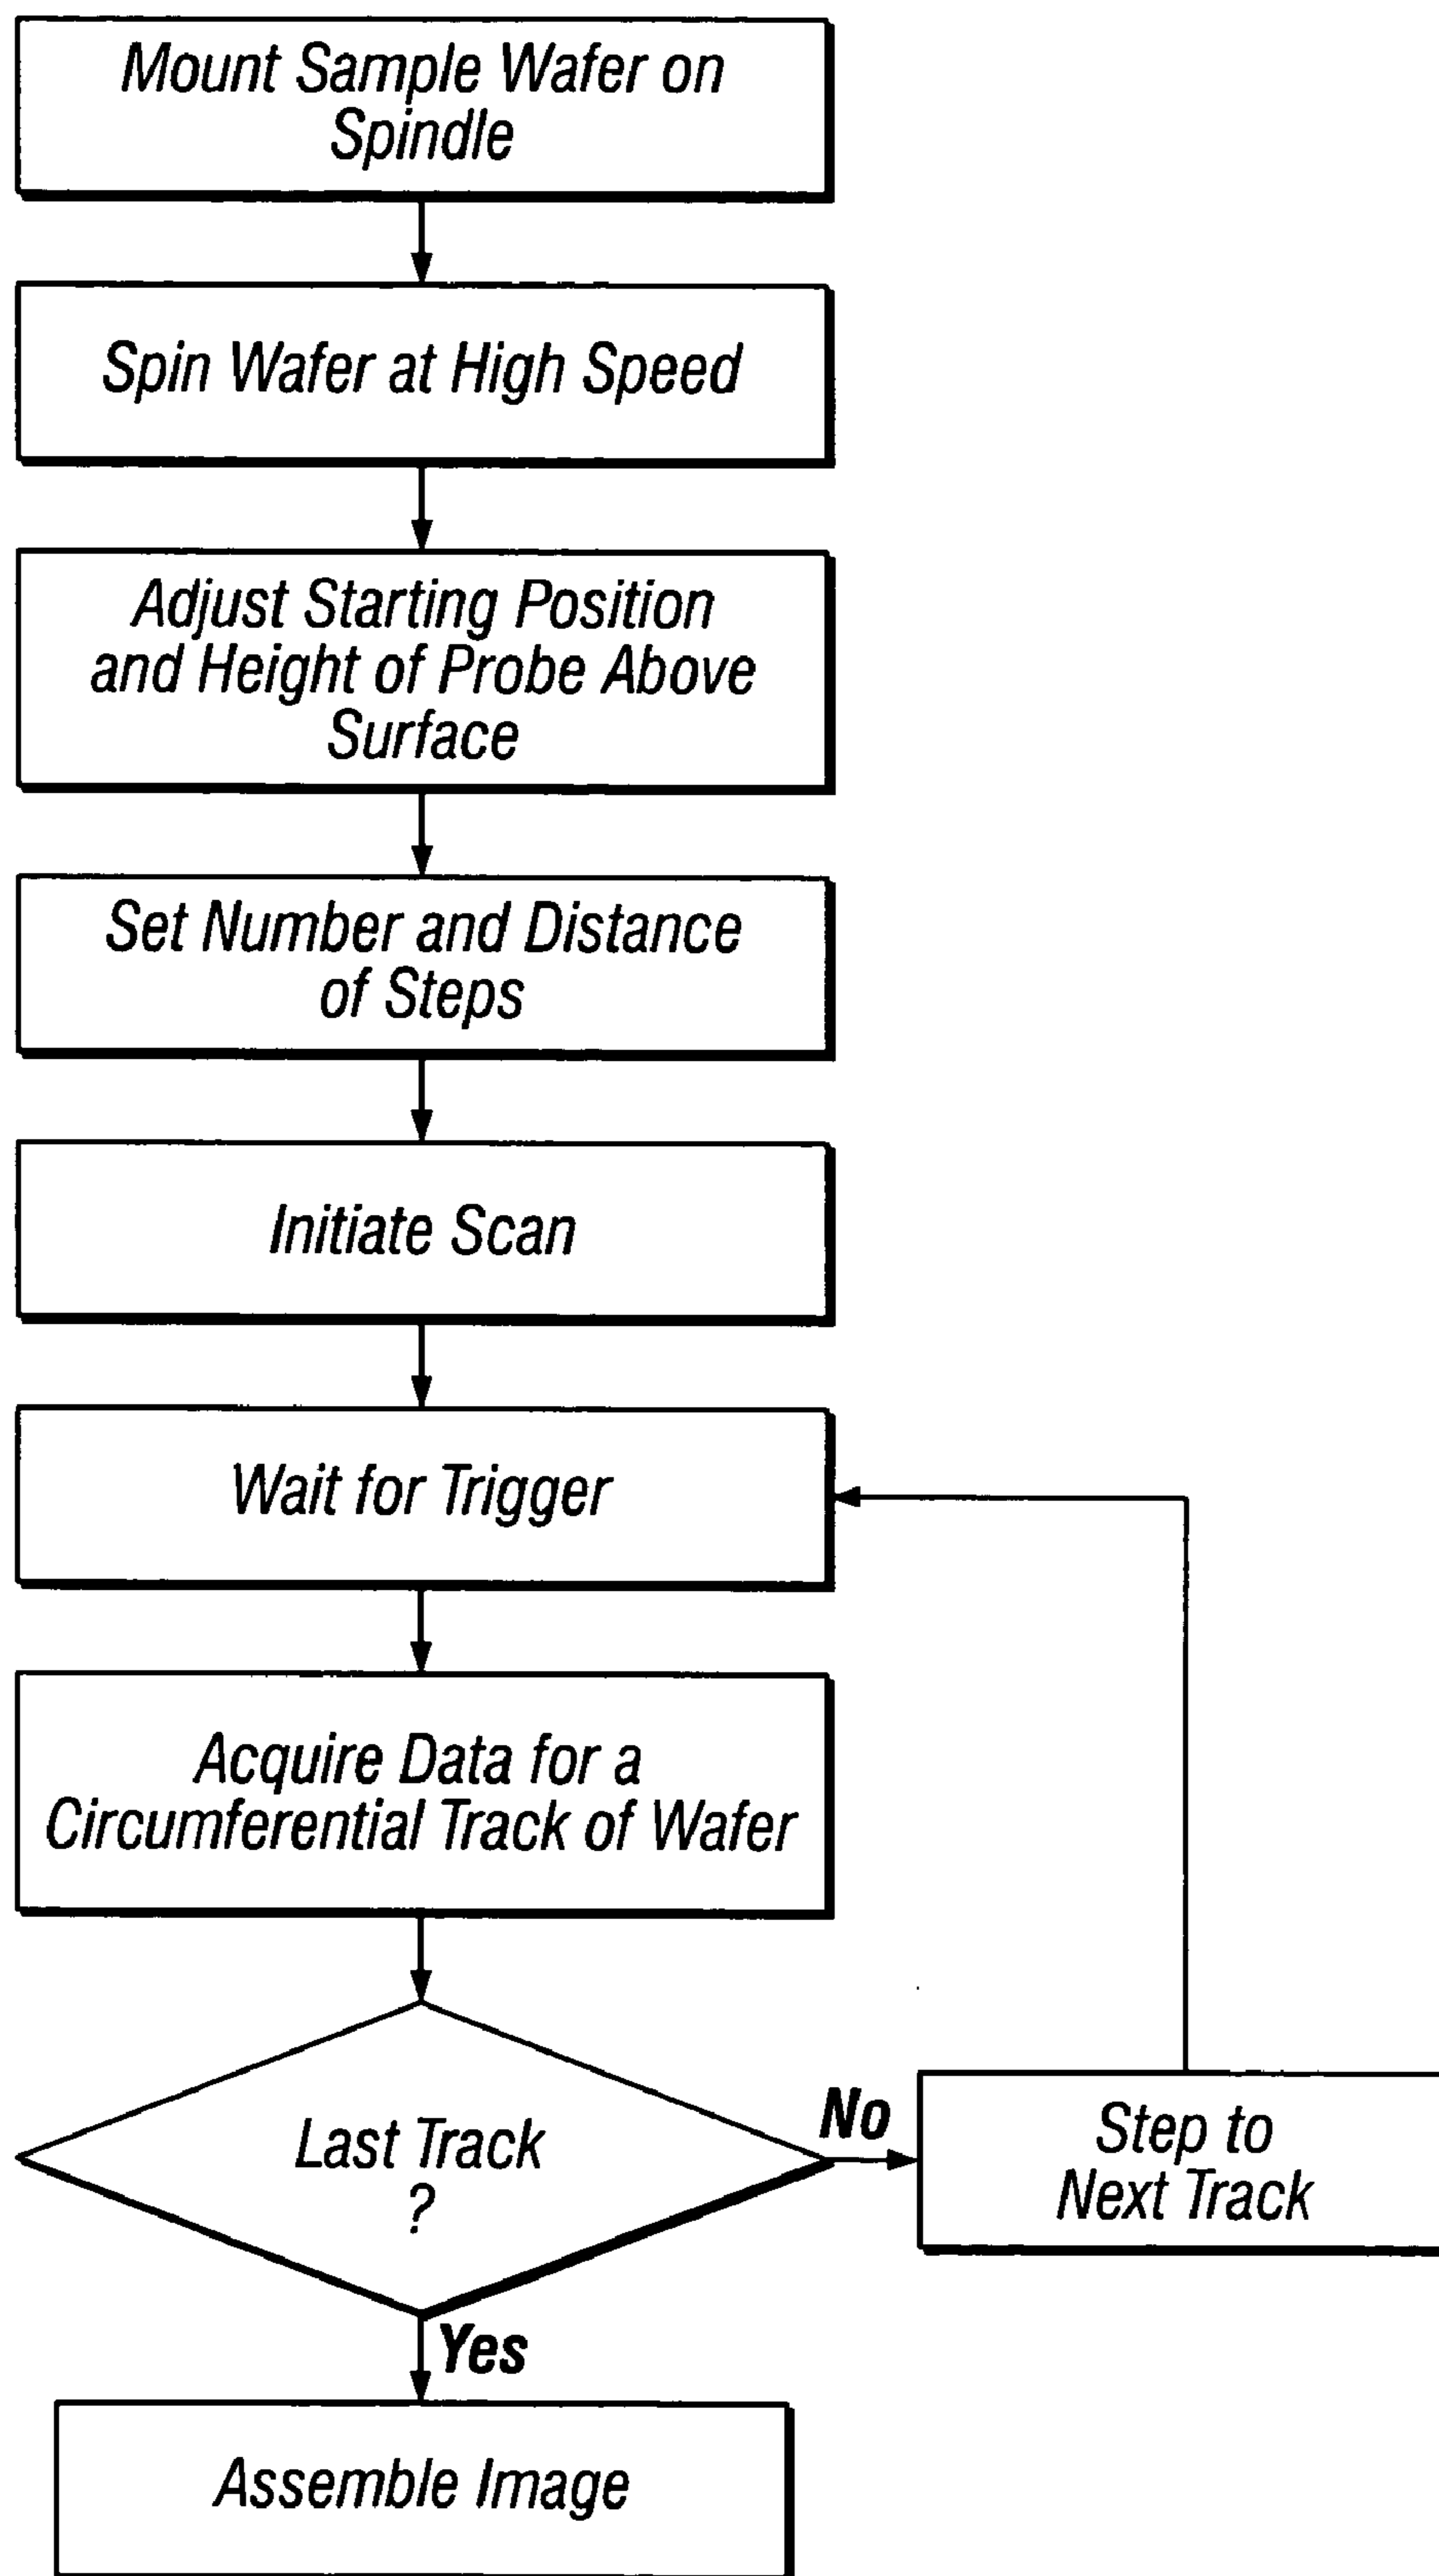 Mount Sample Wafer on
Spindle
Spin Wafer at High Speed
Adjust Starting Position
and Height of Probe Above
Surface
Set Number and Distance
of Steps
Initiate Scan
Wait for Trigger
Acquire Data for a
Circumferential Track of Wafer
Last Track
?
No
Step to
Next Track
Yes
Assemble Image